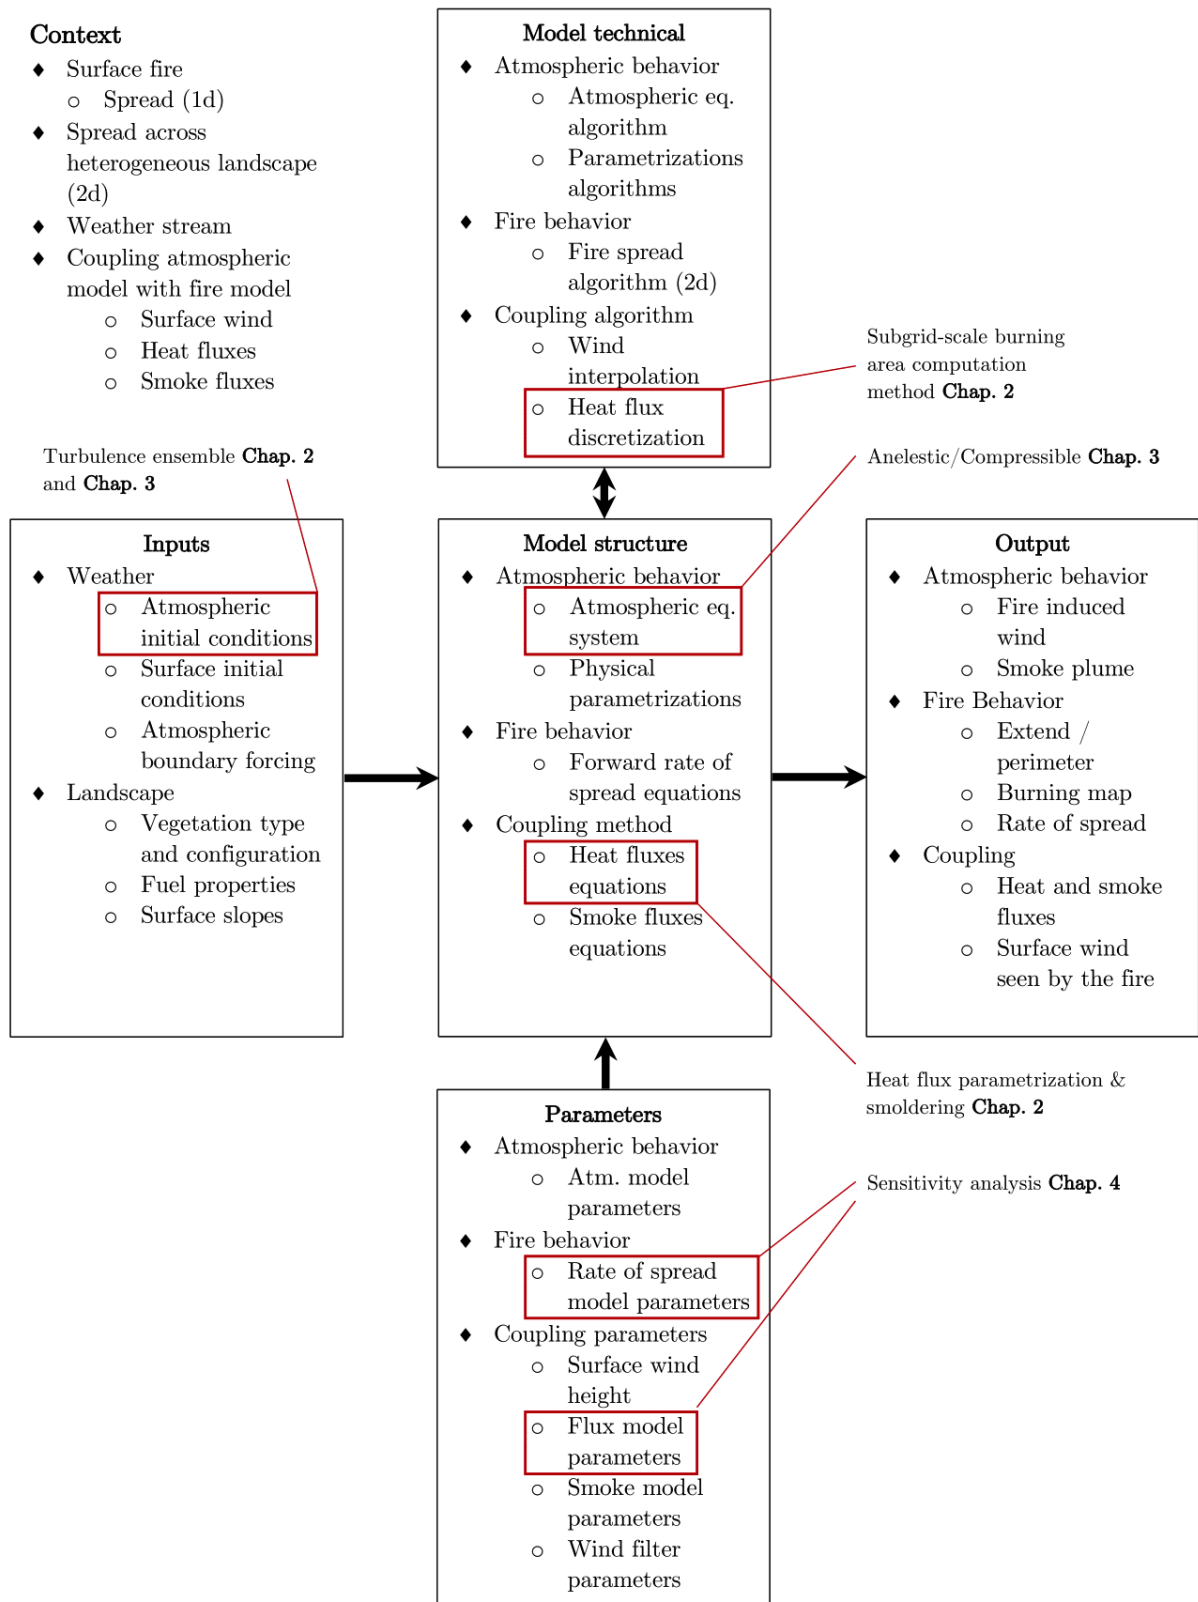 Context
♦ Surface fire
○ Spread (1d)
♦ Spread across
heterogeneous landscape
(2d)
♦ Weather stream
♦ Coupling atmospheric
model with fire model
○ Surface wind
○ Heat fluxes
○ Smoke fluxes
Model technical
♦ Atmospheric behavior
○ Atmospheric eq.
algorithm
○ Parametrizations
algorithms
♦ Fire behavior
○ Fire spread
algorithm (2d)
♦ Coupling algorithm
○ Wind
interpolation
○ Heat flux
discretization
Subgrid-scale burning
area computation
method Chap. 2
Turbulence ensemble Chap. 2
and Chap. 3
Anelestic/Compressible Chap. 3
Inputs
♦ Weather
○ Atmospheric
initial conditions
○ Surface initial
conditions
○ Atmospheric
boundary forcing
♦ Landscape
○ Vegetation type
and configuration
○ Fuel properties
○ Surface slopes
Model structure
♦ Atmospheric behavior
○ Atmospheric eq.
system
○ Physical
parametrizations
♦ Fire behavior
○ Forward rate of
spread equations
♦ Coupling method
○ Heat fluxes
equations
○ Smoke fluxes
equations
Output
♦ Atmospheric behavior
○ Fire induced
wind
○ Smoke plume
♦ Fire Behavior
○ Extend /
perimeter
○ Burning map
○ Rate of spread
♦ Coupling
○ Heat and smoke
fluxes
○ Surface wind
seen by the fire
Heat flux parametrization &
smoldering Chap. 2
Parameters
♦ Atmospheric behavior
○ Atm. model
parameters
♦ Fire behavior
○ Rate of spread
model parameters
♦ Coupling parameters
○ Surface wind
height
○ Flux model
parameters
○ Smoke model
parameters
○ Wind filter
parameters
Sensitivity analysis Chap. 4